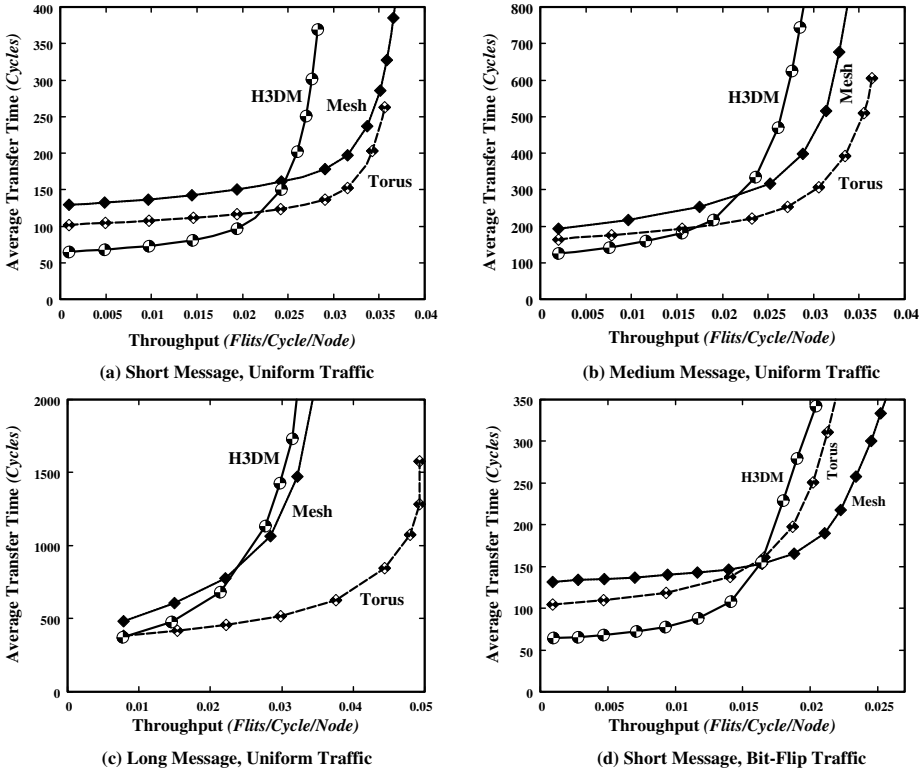 400
350
300
250
200
150
100
50
0
Average Transfer Time (Cycles)
H3DM
Mesh
Torus
0 0.005 0.01 0.015 0.02 0.025 0.03 0.035 0.04
Throughput (Flits/Cycle/Node)
(a) Short Message, Uniform Traffic
800
700
600
500
400
300
200
100
0
Average Transfer Time (Cycles)
H3DM
Mesh
Torus
0 0.005 0.01 0.015 0.02 0.025 0.03 0.035 0.04
Throughput (Flits/Cycle/Node)
(b) Medium Message, Uniform Traffic
2000
1500
1000
500
0
Average Transfer Time (Cycles)
H3DM
Mesh
Torus
0 0.01 0.02 0.03 0.04 0.05
Throughput (Flits/Cycle/Node)
(c) Long Message, Uniform Traffic
350
300
250
200
150
100
50
0
Average Transfer Time (Cycles)
H3DM
Torus
Mesh
0 0.005 0.01 0.015 0.02 0.025
Throughput (Flits/Cycle/Node)
(d) Short Message, Bit-Flip Traffic